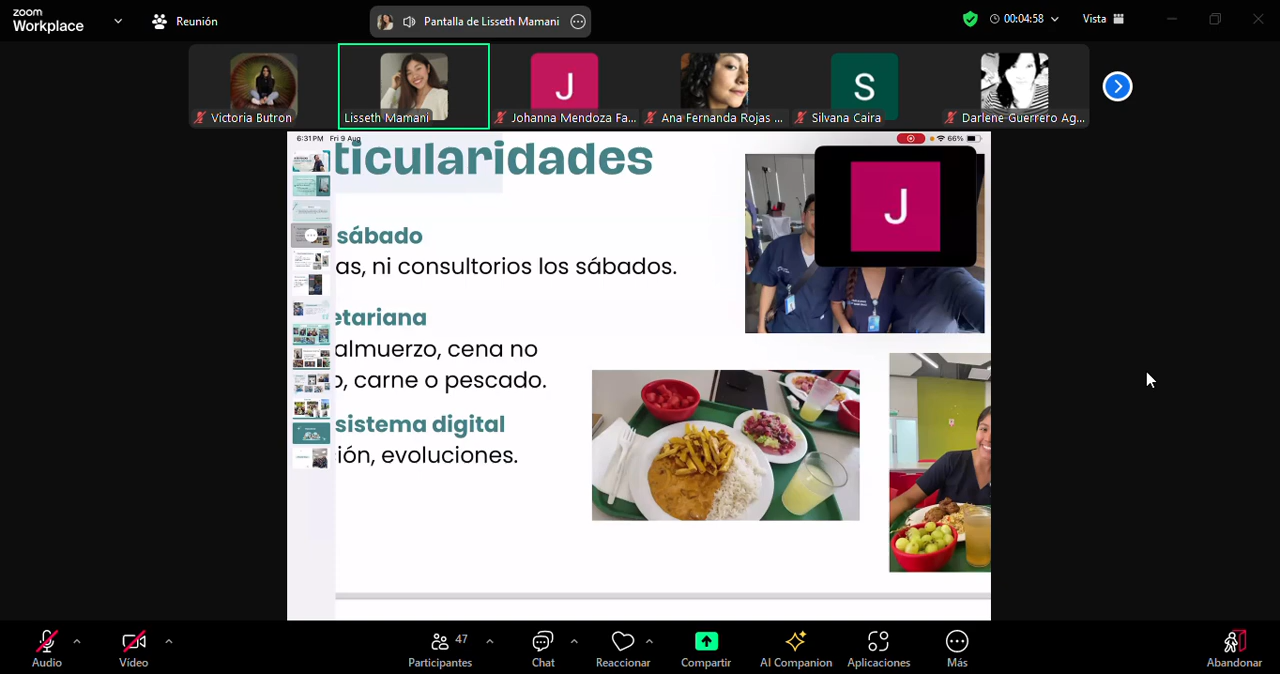 zoom
Workplace
Reunión
Pantalla de Lisseth Mamani
00:04:58
Vista
Victoria Butron
Lisseth Mamani
Johanna Mendoza Fa...
Ana Fernanda Rojas ...
S
Silvana Caira
Darlene Guerrero Ag...
J
6:31 PM Fri 9 Aug
66%
ticularidades
J
sábado
as, ni consultorios los sábados.
etariana
almuerzo, cena no
o, carne o pescado.
sistema digital
ión, evoluciones.
Audio
Vídeo
47
Participantes
Chat
Reaccionar
Compartir
AI Companion
Aplicaciones
Más
Abandonar